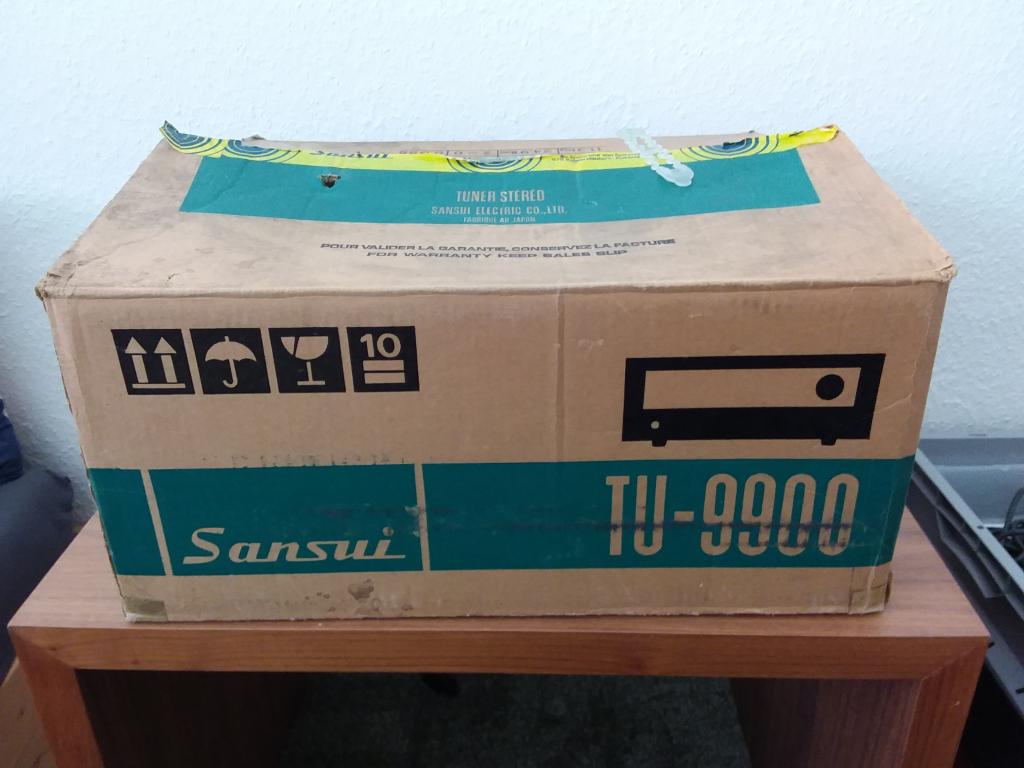 Sansui
TUNER STEREO
SANSUI ELECTRIC CO., LTD.
FABRIQUE AU JAPON
POUR VALIDER LA GARANTIE, CONSERVEZ LA FACTURE
FOR WARRANTY KEEP SALES SLIP
10
Sansui
TU-9900